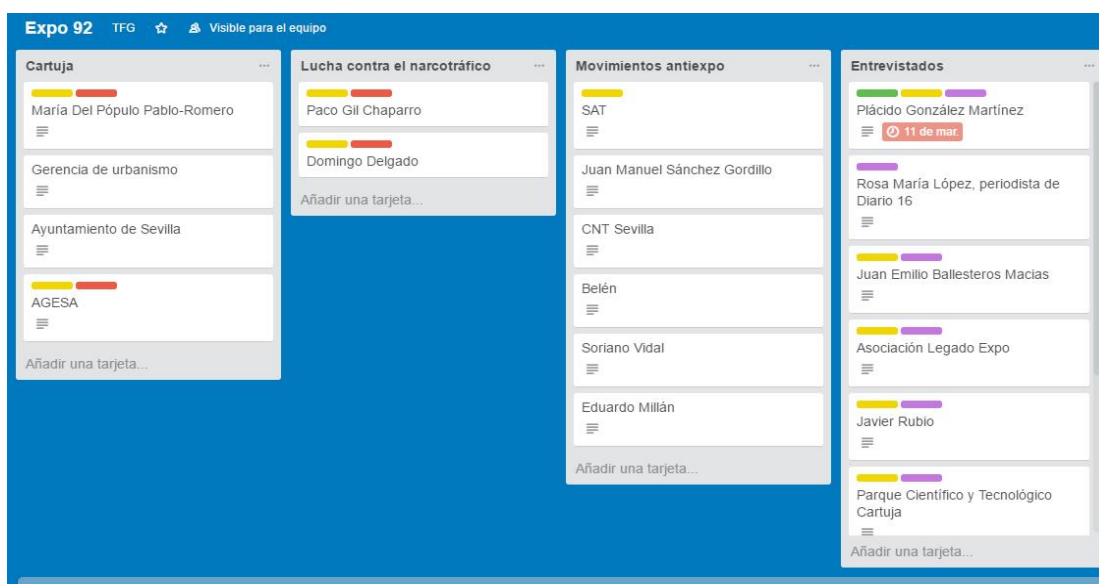 Expo 92 TFG Visible para el equipo
Cartuja
María Del Pópulo Pablo-Romero
Gerencia de urbanismo
Ayuntamiento de Sevilla
AGESA
Añadir una tarjeta...
Lucha contra el narcotráfico
Paco Gil Chaparro
Domingo Delgado
Añadir una tarjeta...
Movimientos antiexpo
SAT
Juan Manuel Sánchez Gordillo
CNT Sevilla
Belén
Soriano Vidal
Eduardo Millán
Añadir una tarjeta...
Entrevistados
Plácido González Martínez
11 de mar.
Rosa María López, periodista de
Diario 16
Juan Emilio Ballesteros Macias
Asociación Legado Expo
Javier Rubio
Parque Científico y Tecnológico
Cartuja
Añadir una tarjeta...